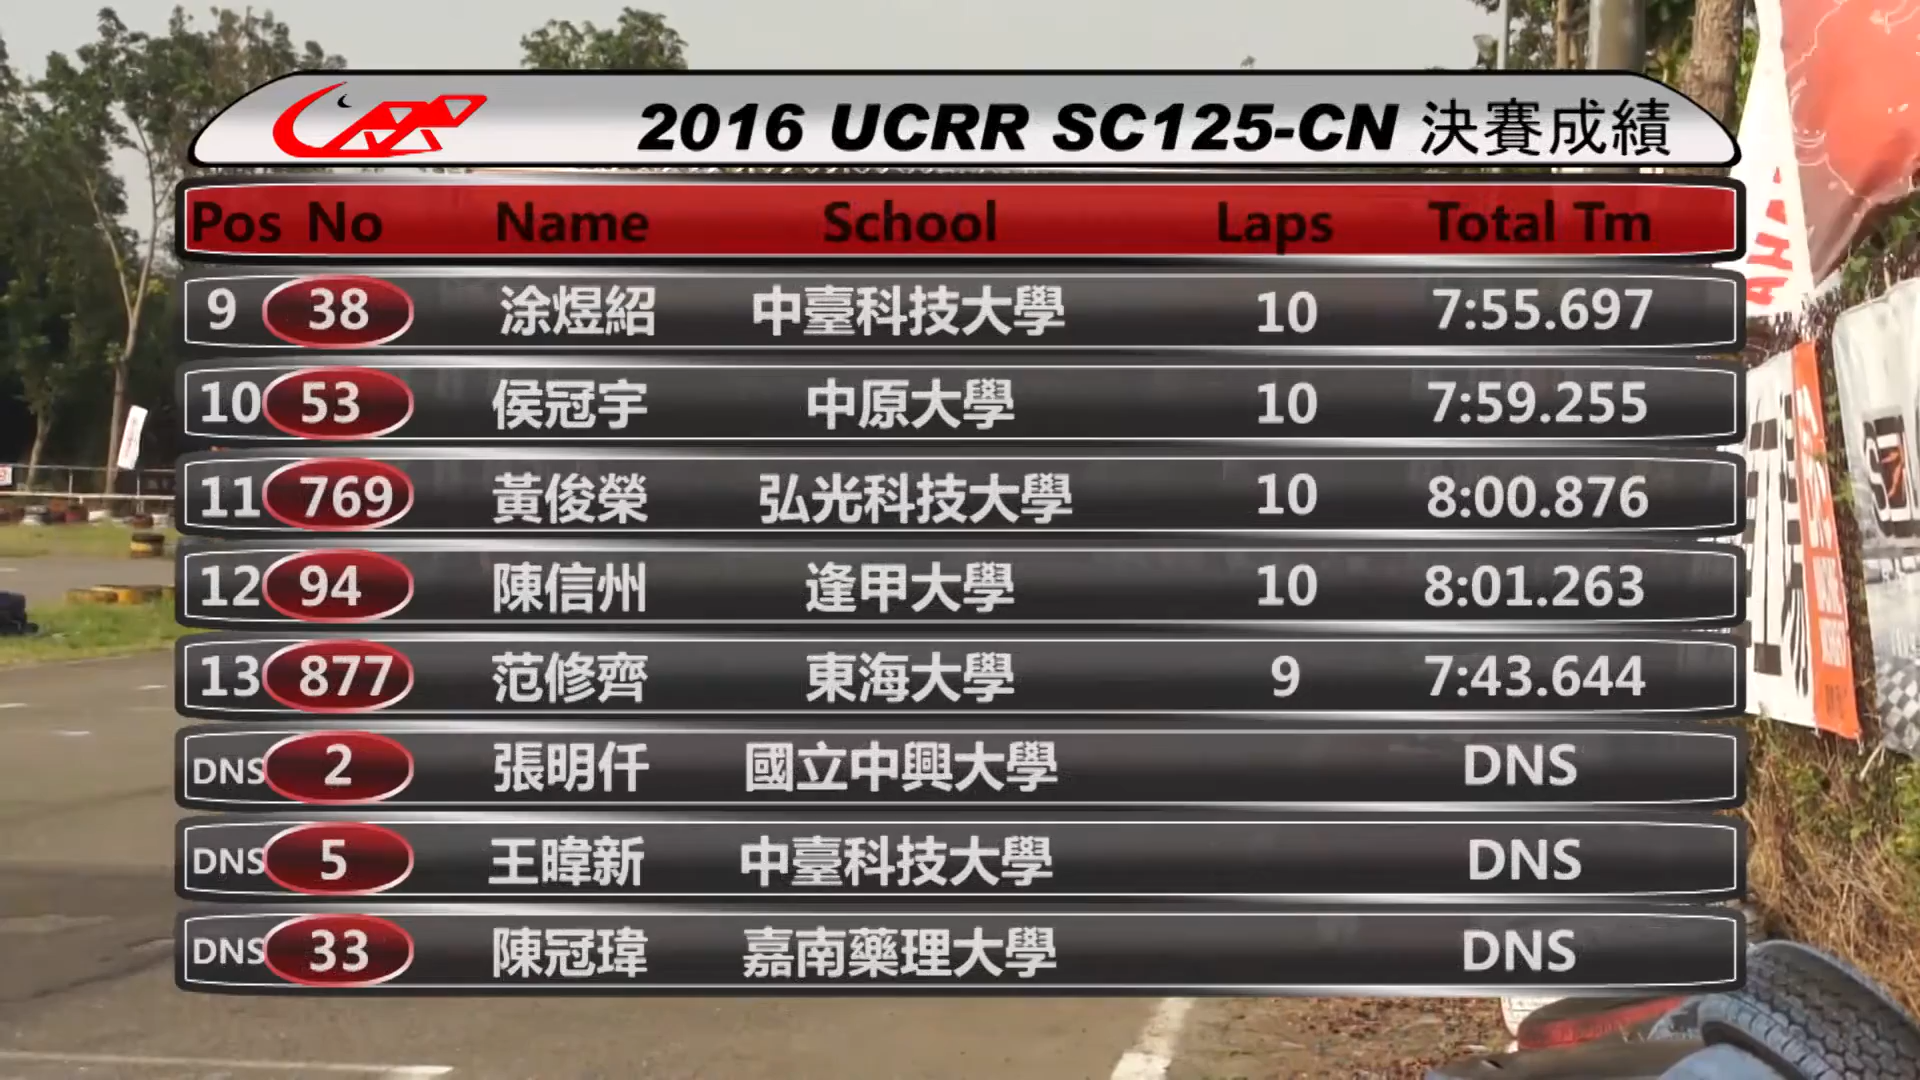 2016 UCRR SC125-CN 決賽成績
Pos No Name School Laps Total Tm
9 38 涂煜紹 中臺科技大學 10 7:55.697
10 53 侯冠宇 中原大學 10 7:59.255
11 769 黃俊榮 弘光科技大學 10 8:00.876
12 94 陳信州 逢甲大學 10 8:01.263
13 877 范修齊 東海大學 9 7:43.644
DNS 2 張明仟 國立中興大學 DNS
DNS 5 王暐新 中臺科技大學 DNS
DNS 33 陳冠瑋 嘉南藥理大學 DNS